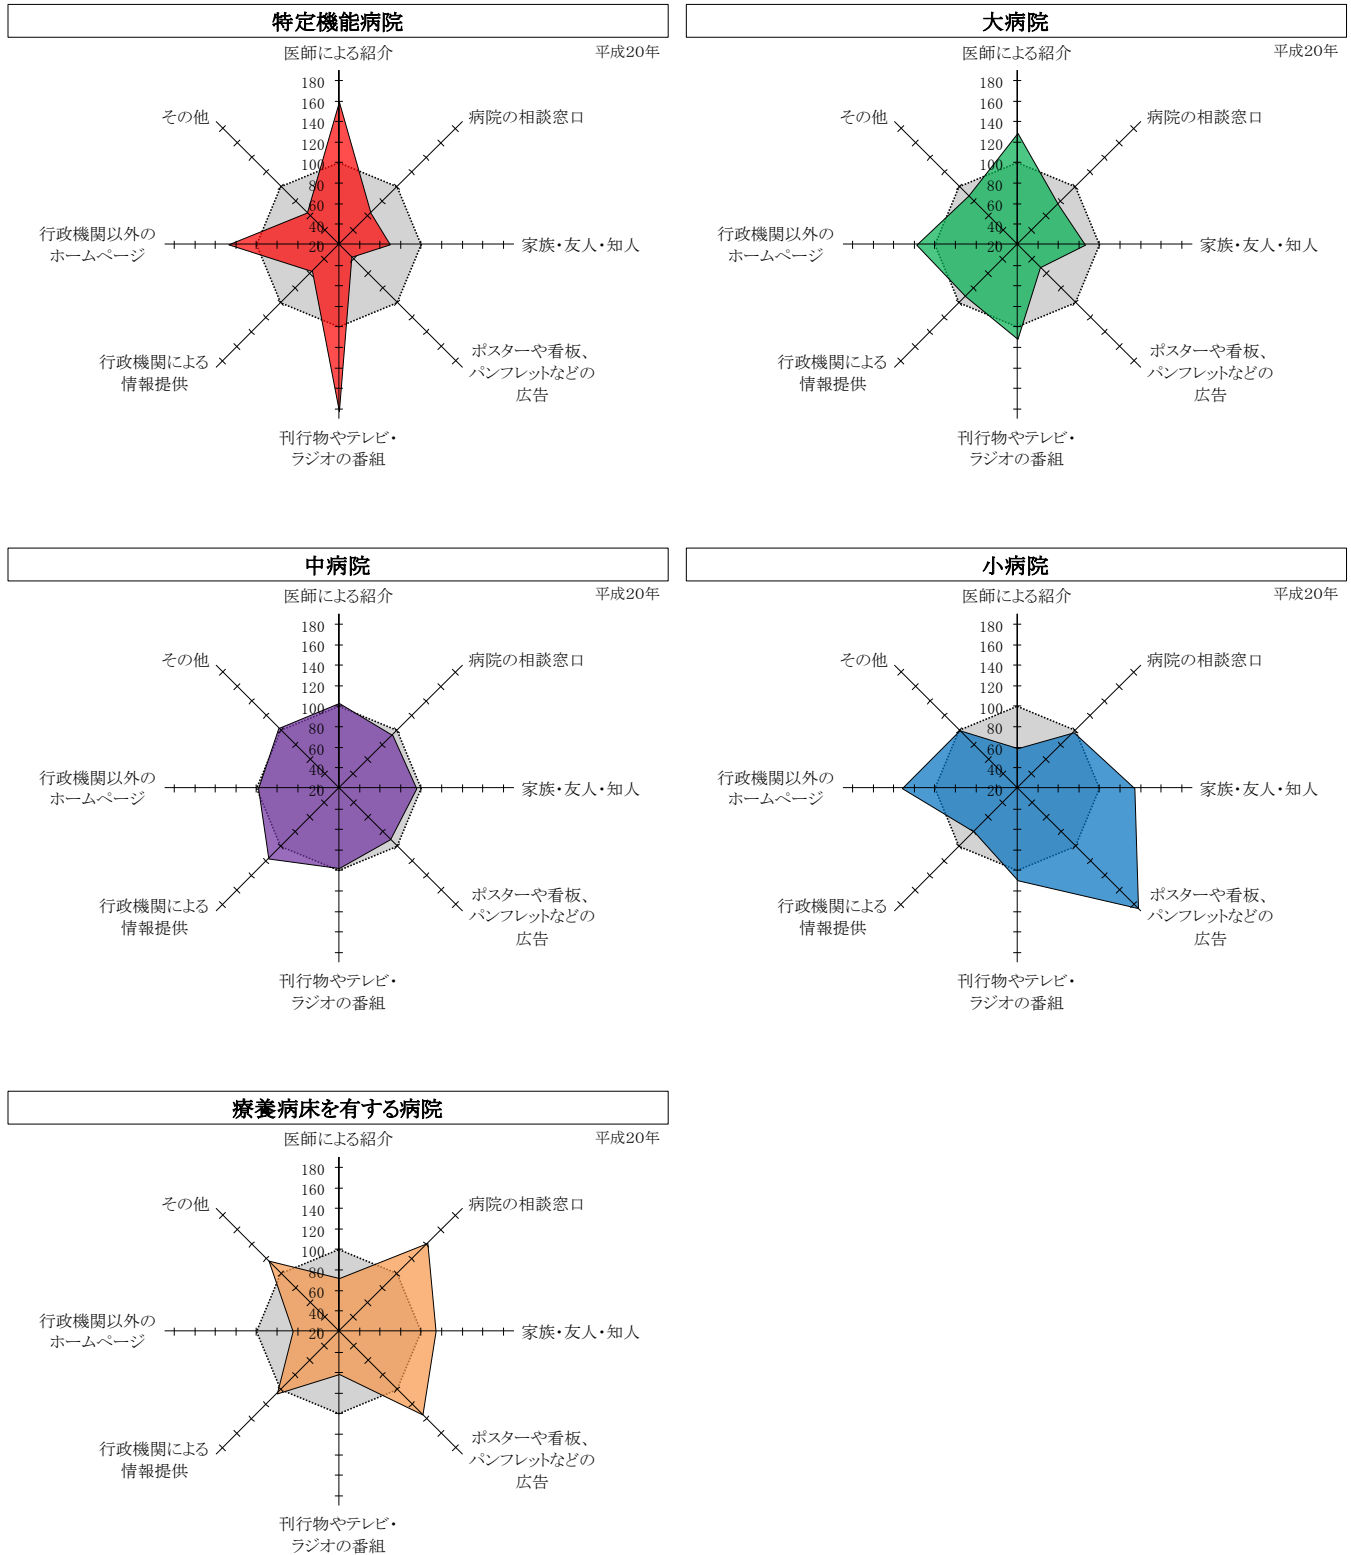 特定機能病院
医師による紹介
平成20年
180
160
140
120
100
80
60
40
20
その他
病院の相談窓口
行政機関以外の
ホームページ
家族・友人・知人
行政機関による
情報提供
ポスターや看板、
パンフレットなどの
広告
刊行物やテレビ・
ラジオの番組
大病院
医師による紹介
平成20年
180
160
140
120
100
80
60
40
20
その他
病院の相談窓口
行政機関以外の
ホームページ
家族・友人・知人
行政機関による
情報提供
ポスターや看板、
パンフレットなどの
広告
刊行物やテレビ・
ラジオの番組
中病院
医師による紹介
平成20年
180
160
140
120
100
80
60
40
20
その他
病院の相談窓口
行政機関以外の
ホームページ
家族・友人・知人
行政機関による
情報提供
ポスターや看板、
パンフレットなどの
広告
刊行物やテレビ・
ラジオの番組
小病院
医師による紹介
平成20年
180
160
140
120
100
80
60
40
20
その他
病院の相談窓口
行政機関以外の
ホームページ
家族・友人・知人
行政機関による
情報提供
ポスターや看板、
パンフレットなどの
広告
刊行物やテレビ・
ラジオの番組
療養病床を有する病院
医師による紹介
平成20年
180
160
140
120
100
80
60
40
20
その他
病院の相談窓口
行政機関以外の
ホームページ
家族・友人・知人
行政機関による
情報提供
ポスターや看板、
パンフレットなどの
広告
刊行物やテレビ・
ラジオの番組